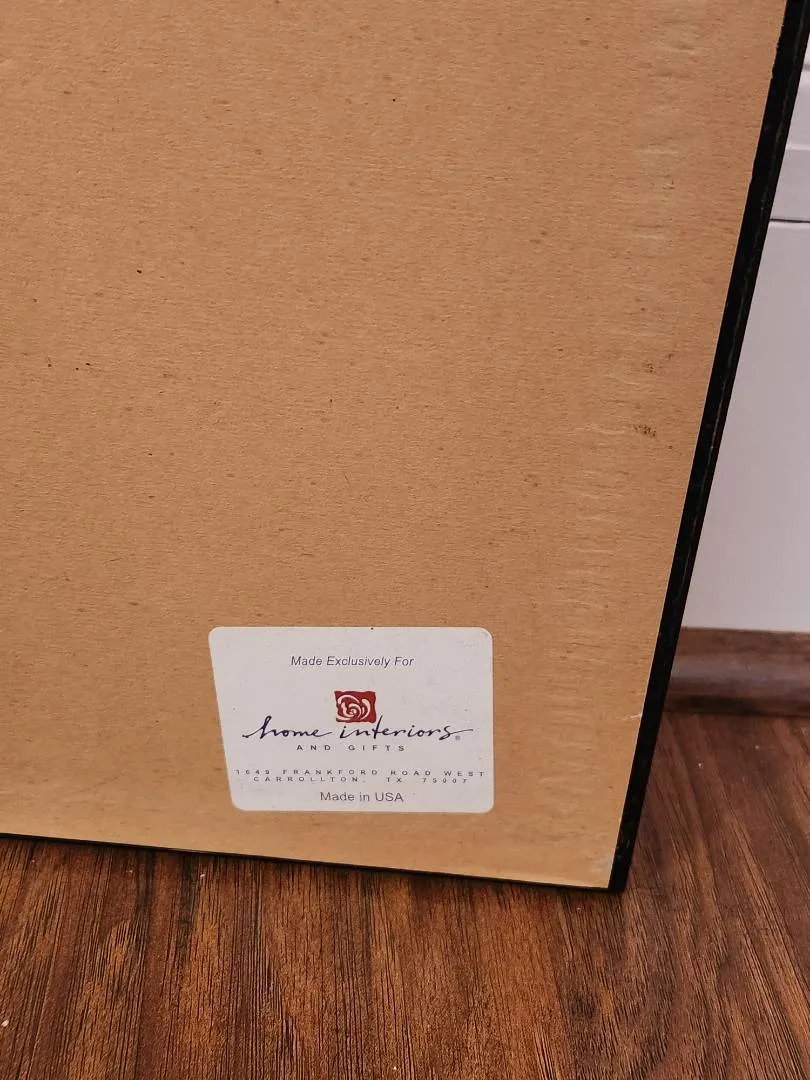 Made Exclusively For
home interiors®
AND GIFTS
1649 FRANKFORD ROAD WEST
CARROLLTON, TX 75007
Made in USA